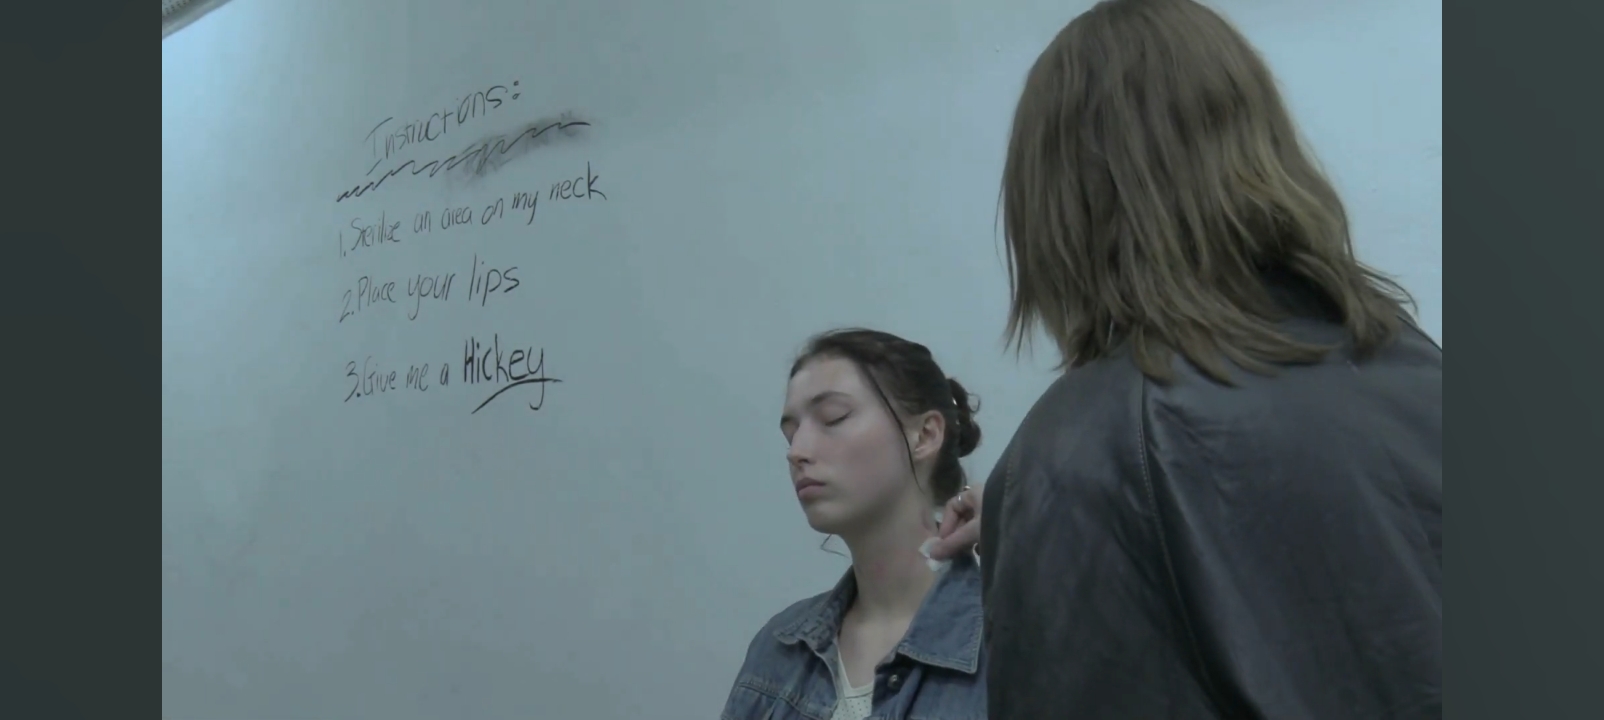 Instructions:
1. Sterilize an area on my neck
2. Place your lips
3. Give me a Hickey